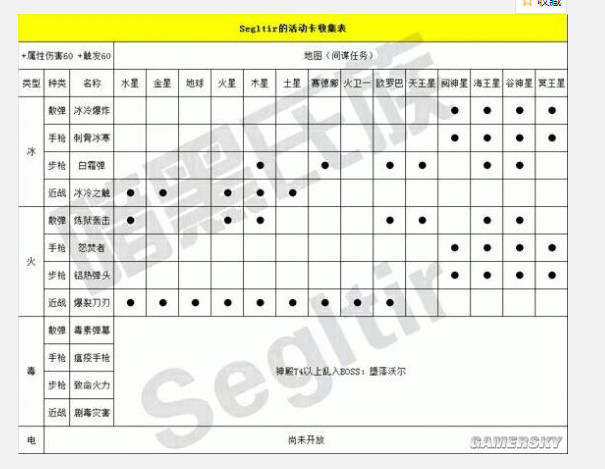 收藏
Segltir的活动卡收集表
+属性伤害60 +触发60 地图（间谍任务）
类型 种类 名称 水星 金星 地球 火星 木星 土星 赛德娜 火卫一 欧罗巴 天王星 阋神星 海王星 谷神星 冥王星
冰 散弹 冰冷爆炸 ● ● ● ●
手枪 刺骨冰寒 ● ● ● ●
步枪 白霜弹 ● ● ● ● ● ●
近战 冰冷之触 ● ● ● ● ●
火 散弹 炼狱轰击 ● ● ● ● ● ● ●
手枪 怒焚者 ● ● ● ●
步枪 铝热弹头 ● ● ● ●
近战 爆裂刀刃 ● ● ● ● ● ● ● ● ●
毒 散弹 毒素弹幕 神殿T4以上乱入BOSS：堕落沃尔
手枪 瘟疫手枪
步枪 致命火力
近战 剧毒灾害
电 尚未开放
暗黑氏族
Segltir
GAMERSKY